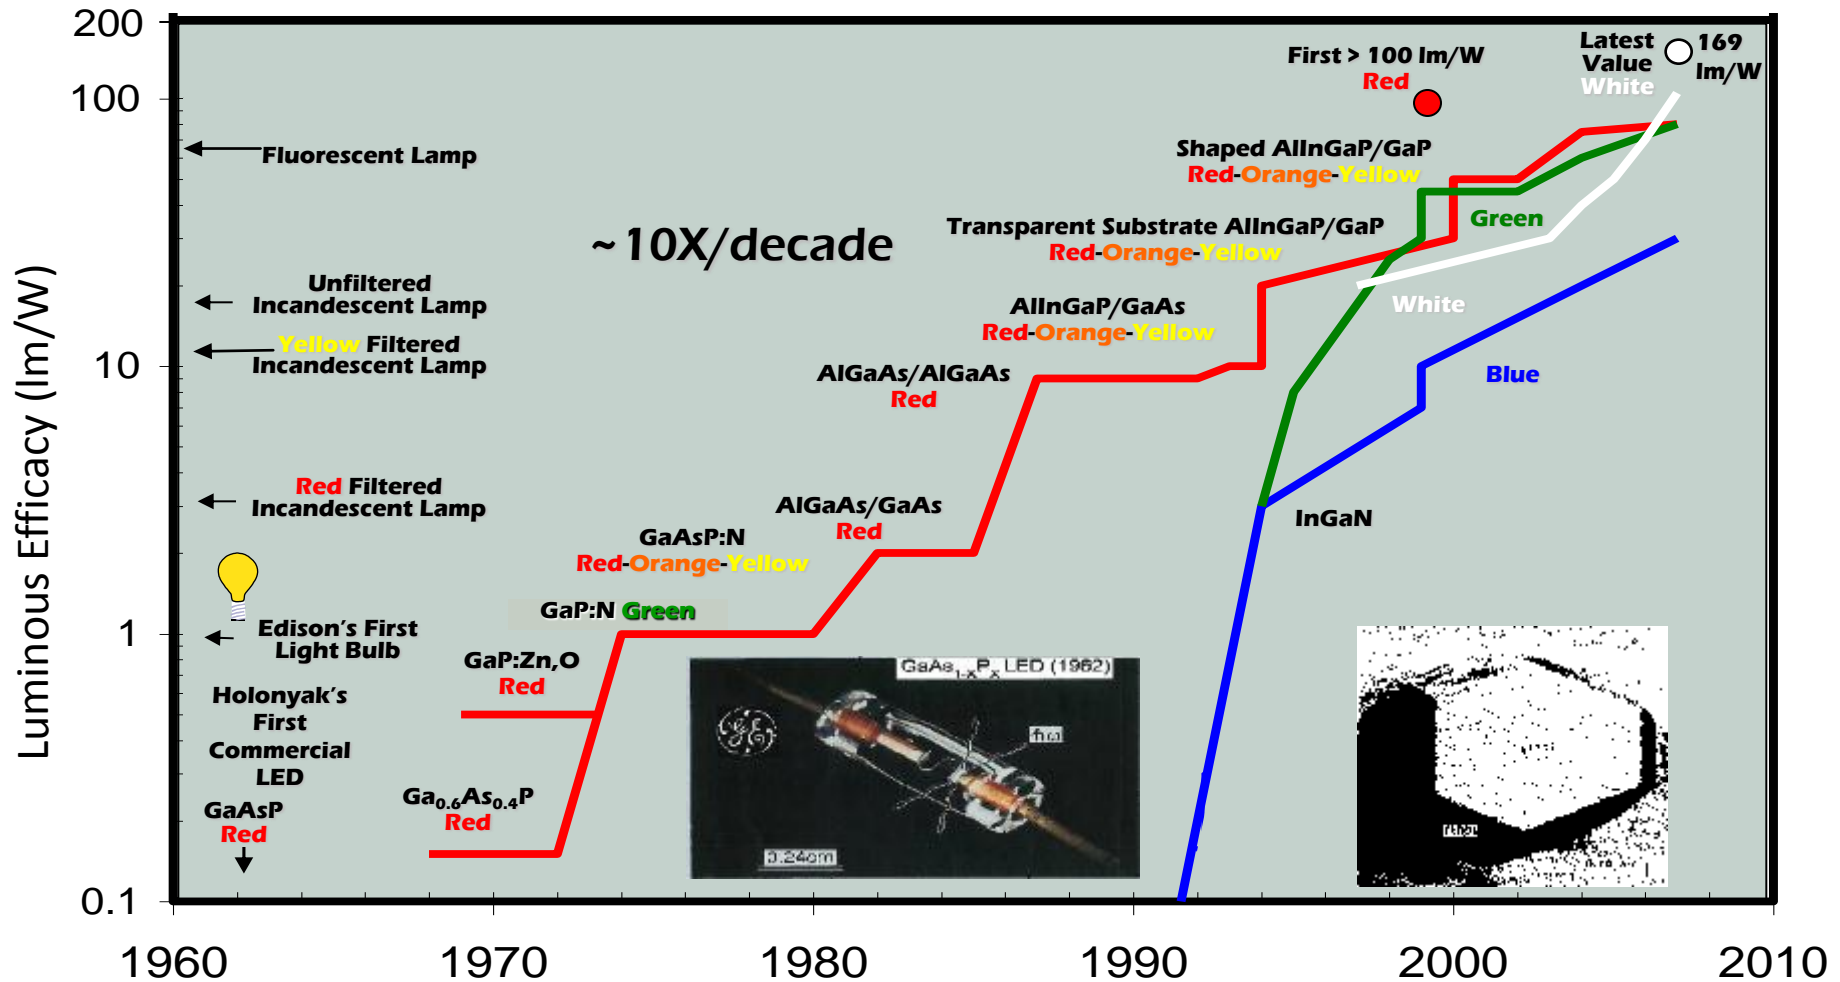 Luminous Efficacy (lm/W)
200
100
10
1
0.1
1960
1970
1980
1990
2000
2010
Fluorescent Lamp
Unfiltered
Incandescent Lamp
Yellow Filtered
Incandescent Lamp
Red Filtered
Incandescent Lamp
Edison's First
Light Bulb
Holonyak's
First
Commercial
LED
GaAsP
Red
~10X/decade
Ga0.6As0.4P
Red
GaP:Zn,O
Red
GaP:N Green
GaAsP:N
Red-Orange-Yellow
AlGaAs/GaAs
Red
AlGaAs/AlGaAs
Red
AlInGaP/GaAs
Red-Orange-Yellow
Transparent Substrate AlInGaP/GaP
Red-Orange-Yellow
Shaped AlInGaP/GaP
Red-Orange-Yellow
First > 100 lm/W
Red
Latest
Value
White
169
lm/W
Green
White
Blue
InGaN
GaAs1-xPx LED (1962)
GE
ħω
0.24cm